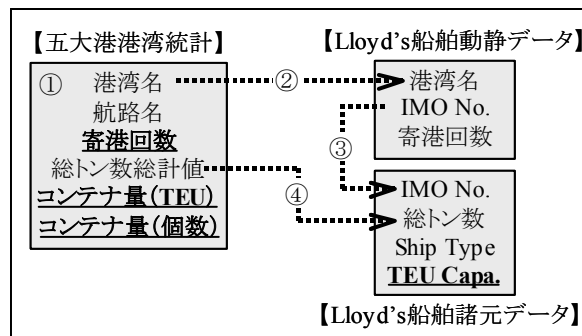 【五大港港湾統計】
① 港湾名
航路名
寄港回数
総トン数総計値
コンテナ量(TEU)
コンテナ量(個数)
②
③
④
【Lloyd's船舶動静データ】
港湾名
IMO No.
寄港回数
IMO No.
総トン数
Ship Type
TEU Capa.
【Lloyd's船舶諸元データ】